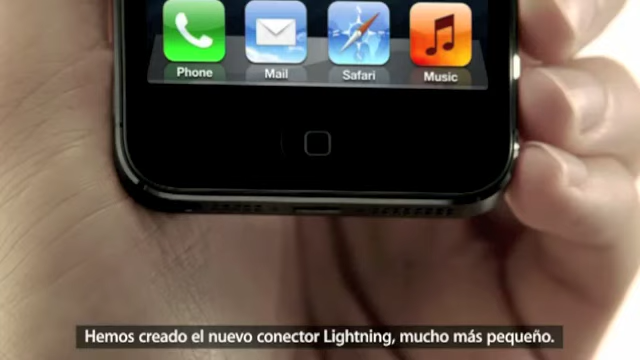 Phone Mail Safari Music
Hemos creado el nuevo conector Lightning, mucho más pequeño.